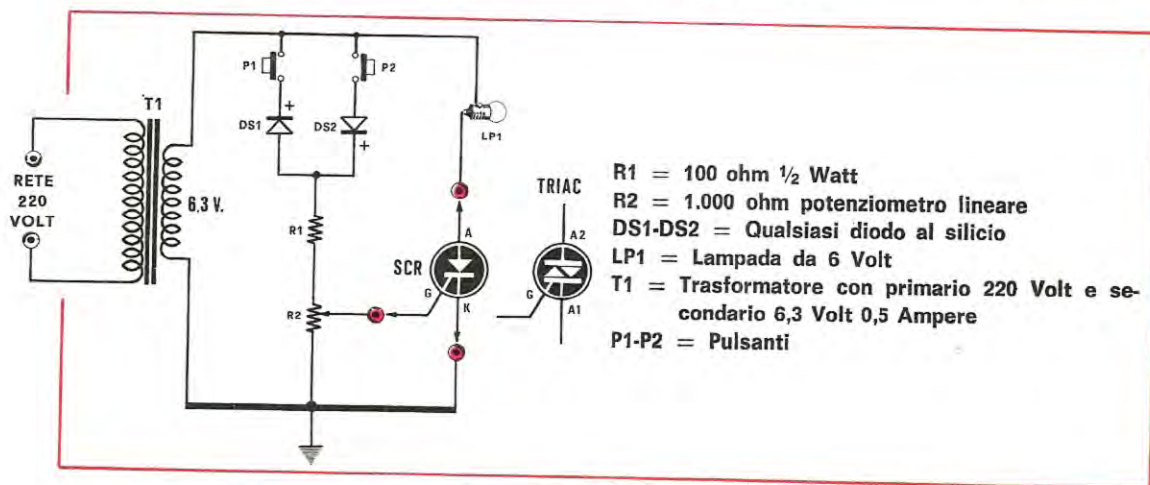 T1
RETE
220
VOLT
6,3 V.
P1
P2
+
DS1
DS2
+
LP1
R1
R2
SCR
A
G
K
TRIAC
A2
G
A1
R1 = 100 ohm ½ Watt
R2 = 1.000 ohm potenziometro lineare
DS1-DS2 = Qualsiasi diodo al silicio
LP1 = Lampada da 6 Volt
T1 = Trasformatore con primario 220 Volt e se-
condario 6,3 Volt 0,5 Ampere
P1-P2 = Pulsanti